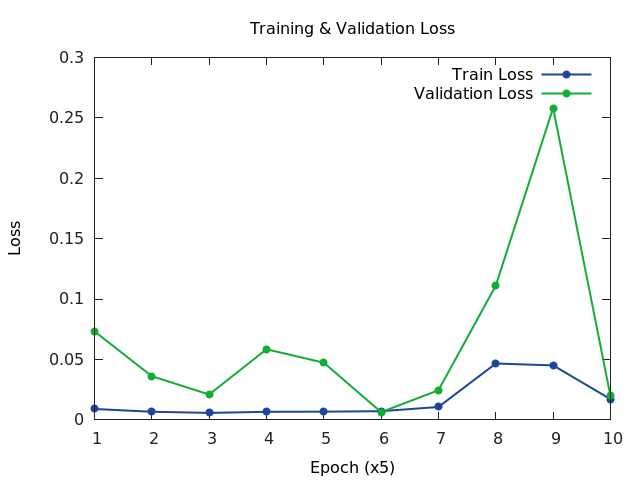 Training & Validation Loss
0.3
Train Loss
Validation Loss
0.25
0.2
0.15
0.1
0.05
0
Loss
1 2 3 4 5 6 7 8 9 10
Epoch (x5)